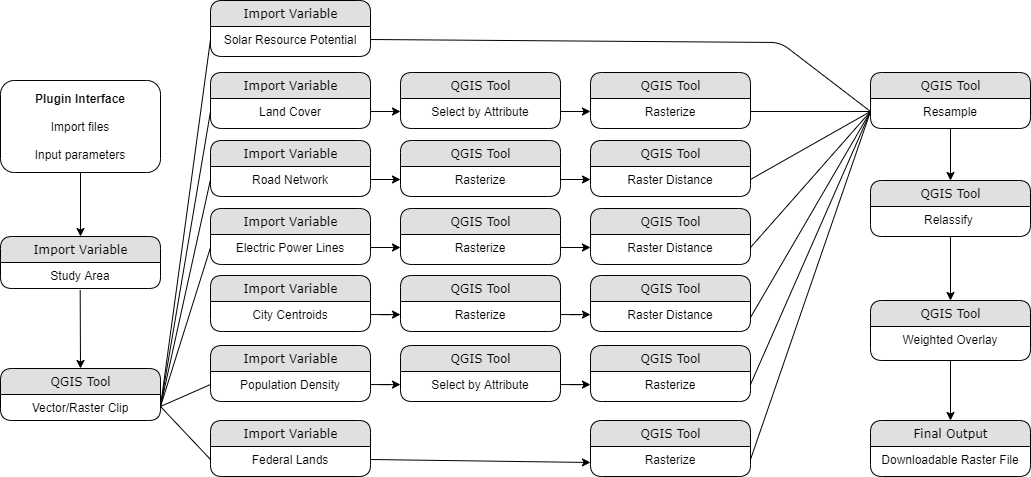 Import Variable
Solar Resource Potential
Plugin Interface
Import files
Input parameters
Import Variable
Study Area
QGIS Tool
Vector/Raster Clip
Import Variable
Land Cover
QGIS Tool
Select by Attribute
QGIS Tool
Rasterize
Import Variable
Road Network
QGIS Tool
Rasterize
QGIS Tool
Raster Distance
Import Variable
Electric Power Lines
QGIS Tool
Rasterize
QGIS Tool
Raster Distance
Import Variable
City Centroids
QGIS Tool
Rasterize
QGIS Tool
Raster Distance
Import Variable
Population Density
QGIS Tool
Select by Attribute
QGIS Tool
Rasterize
Import Variable
Federal Lands
QGIS Tool
Rasterize
QGIS Tool
Resample
QGIS Tool
Relassify
QGIS Tool
Weighted Overlay
Final Output
Downloadable Raster File